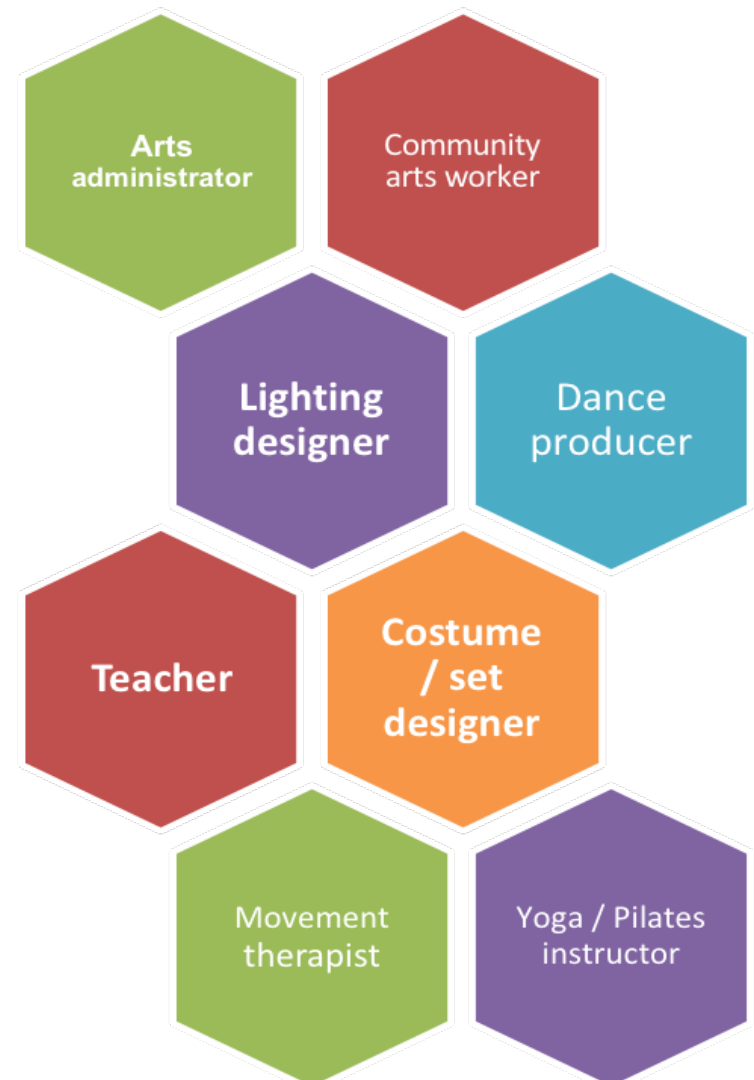 Arts
administrator
Community
arts worker
Lighting
designer
Dance
producer
Teacher
Costume
/ set
designer
Movement
therapist
Yoga / Pilates
instructor